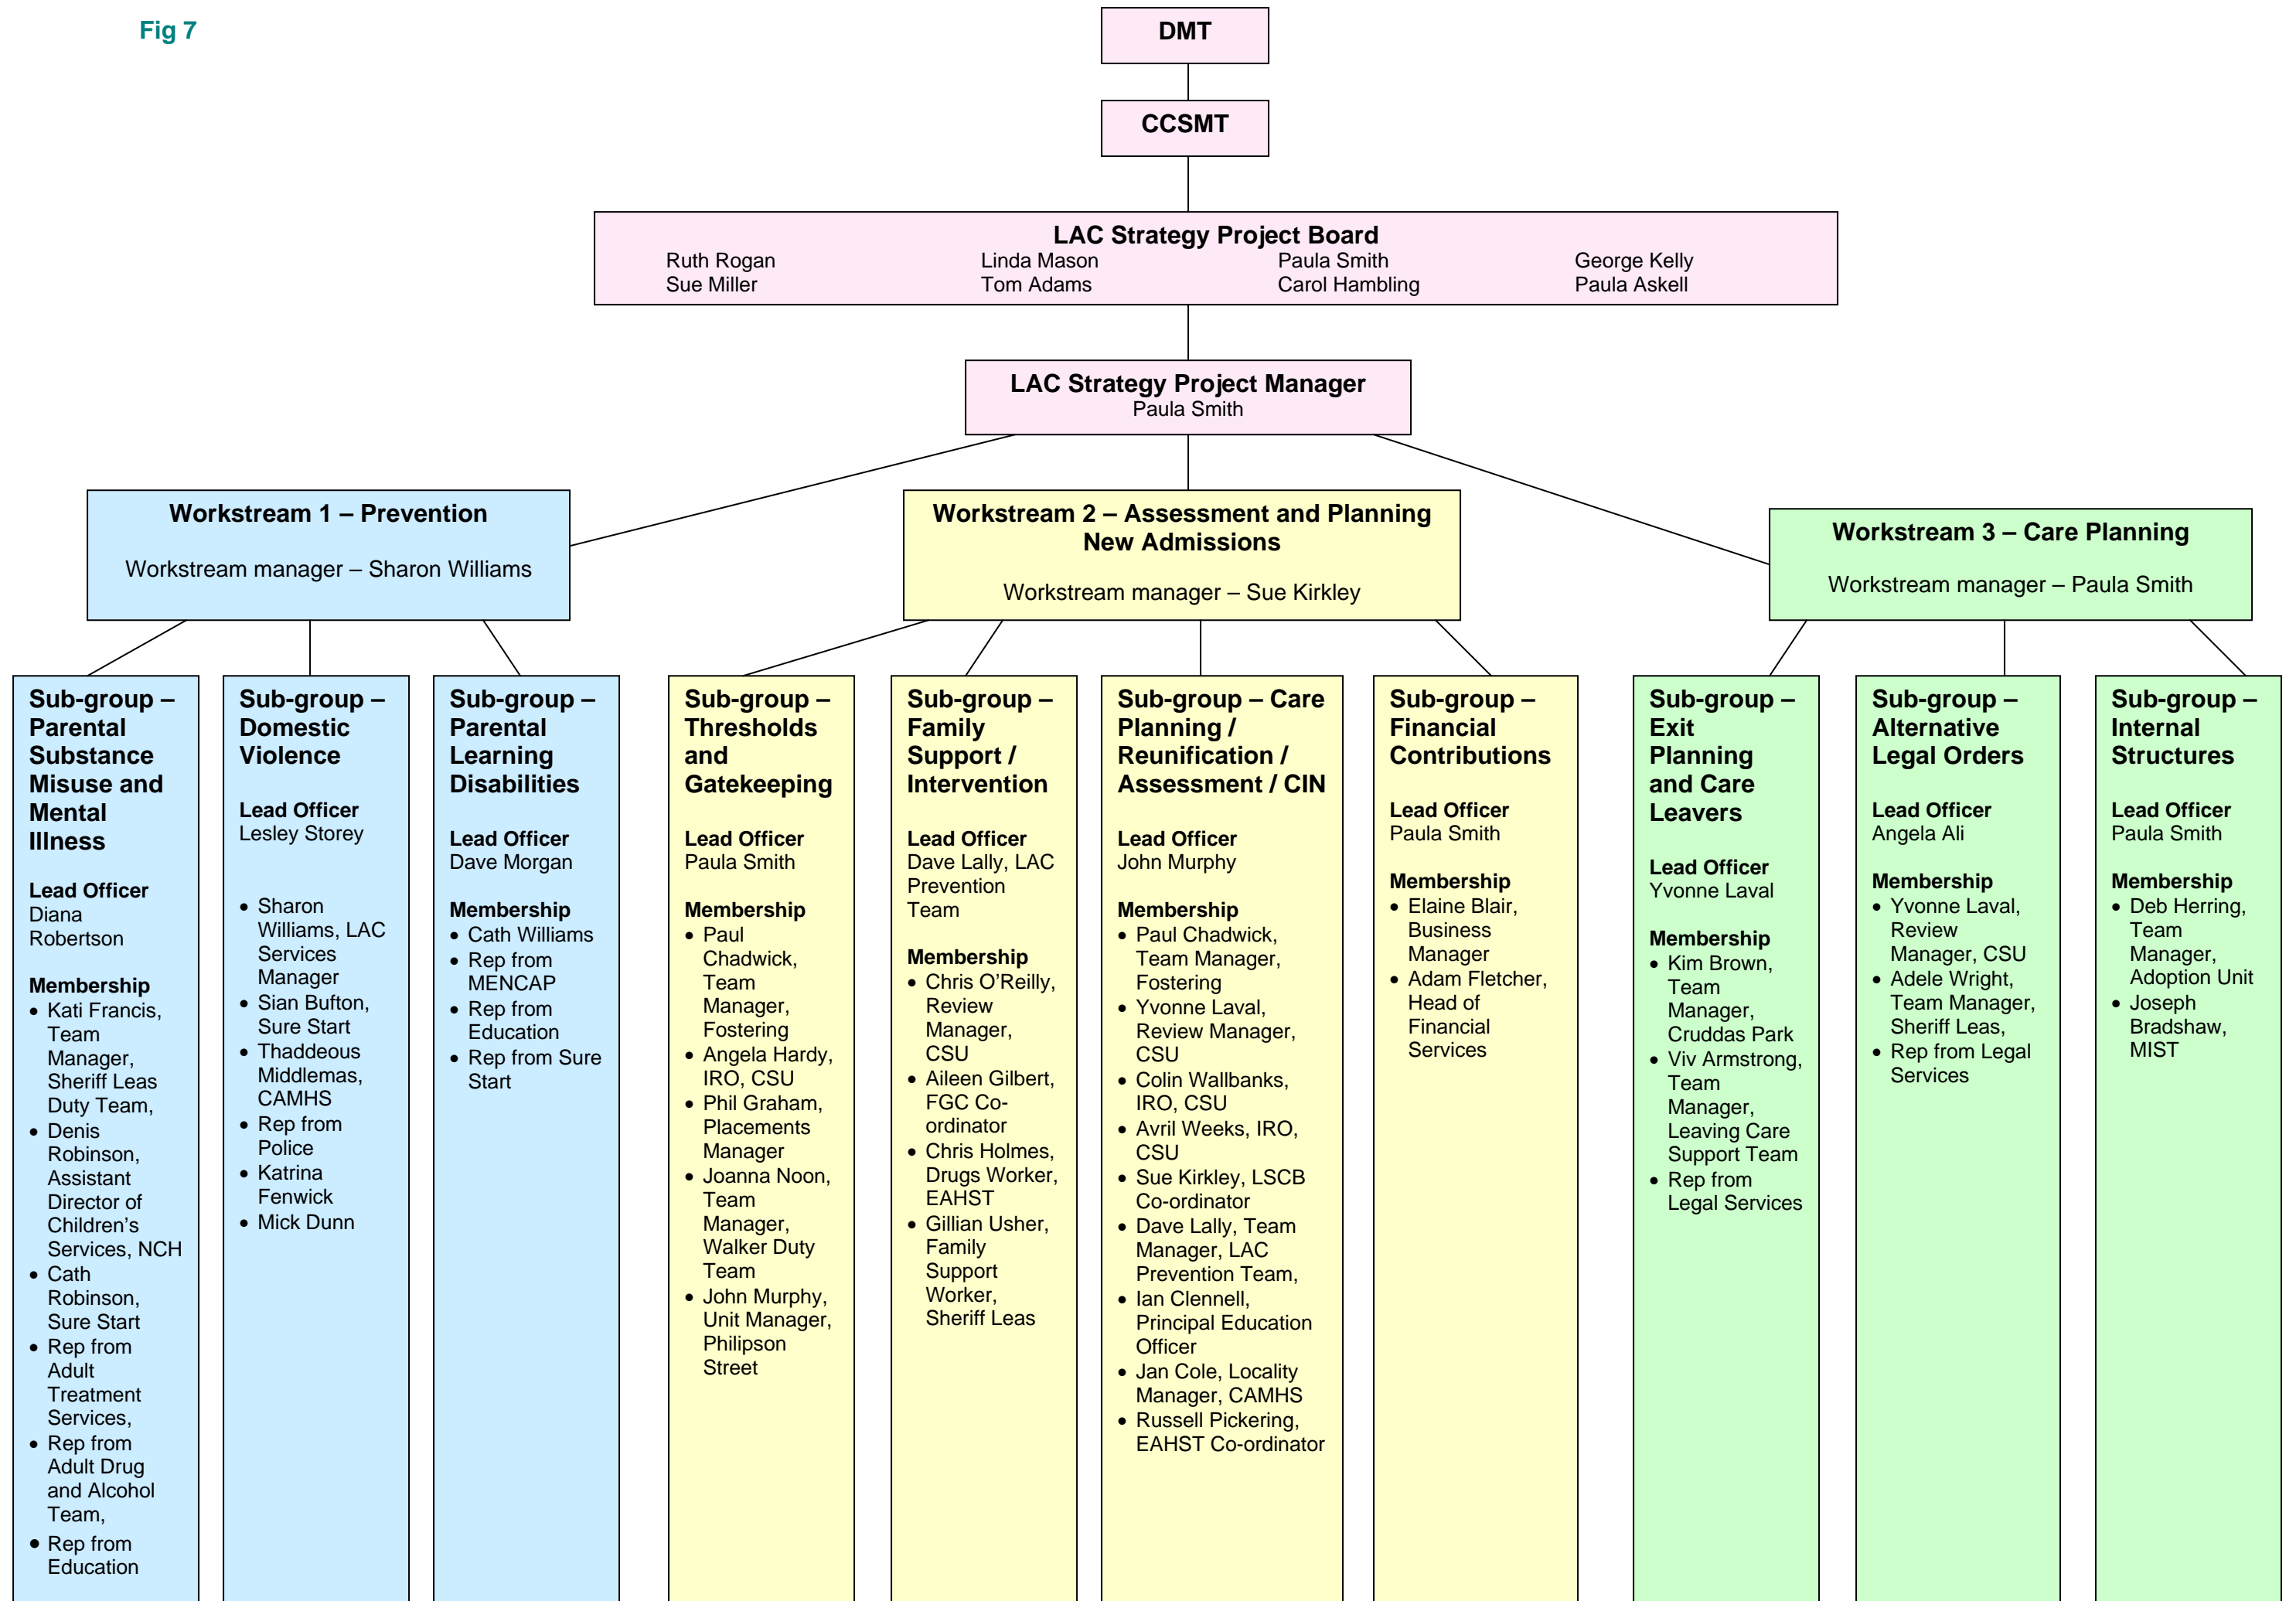 Fig 7
DMT
CCSMT
LAC Strategy Project Board
Ruth Rogan Linda Mason Paula Smith George Kelly
Sue Miller Tom Adams Carol Hambling Paula Askell
LAC Strategy Project Manager
Paula Smith
Workstream 1 – Prevention
Workstream manager – Sharon Williams
Workstream 2 – Assessment and Planning
New Admissions
Workstream manager – Sue Kirkley
Workstream 3 – Care Planning
Workstream manager – Paula Smith
Sub-group –
Parental
Substance
Misuse and
Mental
Illness
Lead Officer
Diana
Robertson
Membership
• Kati Francis,
Team
Manager,
Sheriff Leas
Duty Team,
• Denis
Robinson,
Assistant
Director of
Children’s
Services, NCH
• Cath
Robinson,
Sure Start
• Rep from
Adult
Treatment
Services,
• Rep from
Adult Drug
and Alcohol
Team,
• Rep from
Education
Sub-group –
Domestic
Violence
Lead Officer
Lesley Storey
• Sharon
Williams, LAC
Services
Manager
• Sian Bufton,
Sure Start
• Thaddeous
Middlemas,
CAMHS
• Rep from
Police
• Katrina
Fenwick
• Mick Dunn
Sub-group –
Parental
Learning
Disabilities
Lead Officer
Dave Morgan
Membership
• Cath Williams
• Rep from
MENCAP
• Rep from
Education
• Rep from Sure
Start
Sub-group –
Thresholds
and
Gatekeeping
Lead Officer
Paula Smith
Membership
• Paul
Chadwick,
Team
Manager,
Fostering
• Angela Hardy,
IRO, CSU
• Phil Graham,
Placements
Manager
• Joanna Noon,
Team
Manager,
Walker Duty
Team
• John Murphy,
Unit Manager,
Philipson
Street
Sub-group –
Family
Support /
Intervention
Lead Officer
Dave Lally, LAC
Prevention
Team
Membership
• Chris O’Reilly,
Review
Manager,
CSU
• Aileen Gilbert,
FGC Co-
ordinator
• Chris Holmes,
Drugs Worker,
EAHST
• Gillian Usher,
Family
Support
Worker,
Sheriff Leas
Sub-group – Care
Planning /
Reunification /
Assessment / CIN
Lead Officer
John Murphy
Membership
• Paul Chadwick,
Team Manager,
Fostering
• Yvonne Laval,
Review Manager,
CSU
• Colin Wallbanks,
IRO, CSU
• Avril Weeks, IRO,
CSU
• Sue Kirkley, LSCB
Co-ordinator
• Dave Lally, Team
Manager, LAC
Prevention Team,
• Ian Clennell,
Principal Education
Officer
• Jan Cole, Locality
Manager, CAMHS
• Russell Pickering,
EAHST Co-ordinator
Sub-group –
Financial
Contributions
Lead Officer
Paula Smith
Membership
• Elaine Blair,
Business
Manager
• Adam Fletcher,
Head of
Financial
Services
Sub-group –
Exit
Planning
and Care
Leavers
Lead Officer
Yvonne Laval
Membership
• Kim Brown,
Team
Manager,
Cruddas Park
• Viv Armstrong,
Team
Manager,
Leaving Care
Support Team
• Rep from
Legal Services
Sub-group –
Alternative
Legal Orders
Lead Officer
Angela Ali
Membership
• Yvonne Laval,
Review
Manager, CSU
• Adele Wright,
Team Manager,
Sheriff Leas,
• Rep from Legal
Services
Sub-group –
Internal
Structures
Lead Officer
Paula Smith
Membership
• Deb Herring,
Team
Manager,
Adoption Unit
• Joseph
Bradshaw,
MIST